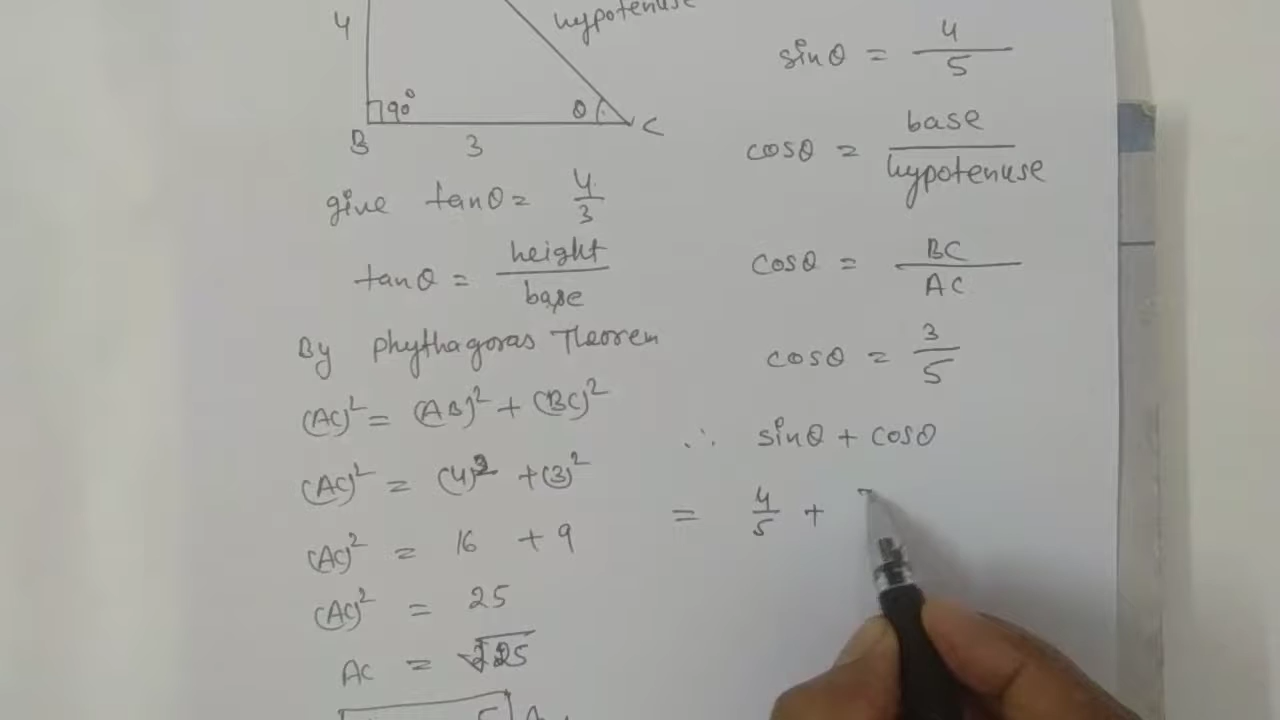 4
hypotenuse
90°
θ
B
3
C
give tanθ = 4/3
tanθ = height/base
By phythagoras Theorem
(AC)² = (AB)² + (BC)²
(AC)² = (4)² + (3)²
(AC)² = 16 + 9
(AC)² = 25
AC = √25
5
sinθ = 4/5
cosθ = base/hypotenuse
cosθ = BC/AC
cosθ = 3/5
∴ sinθ + cosθ
= 4/5 +